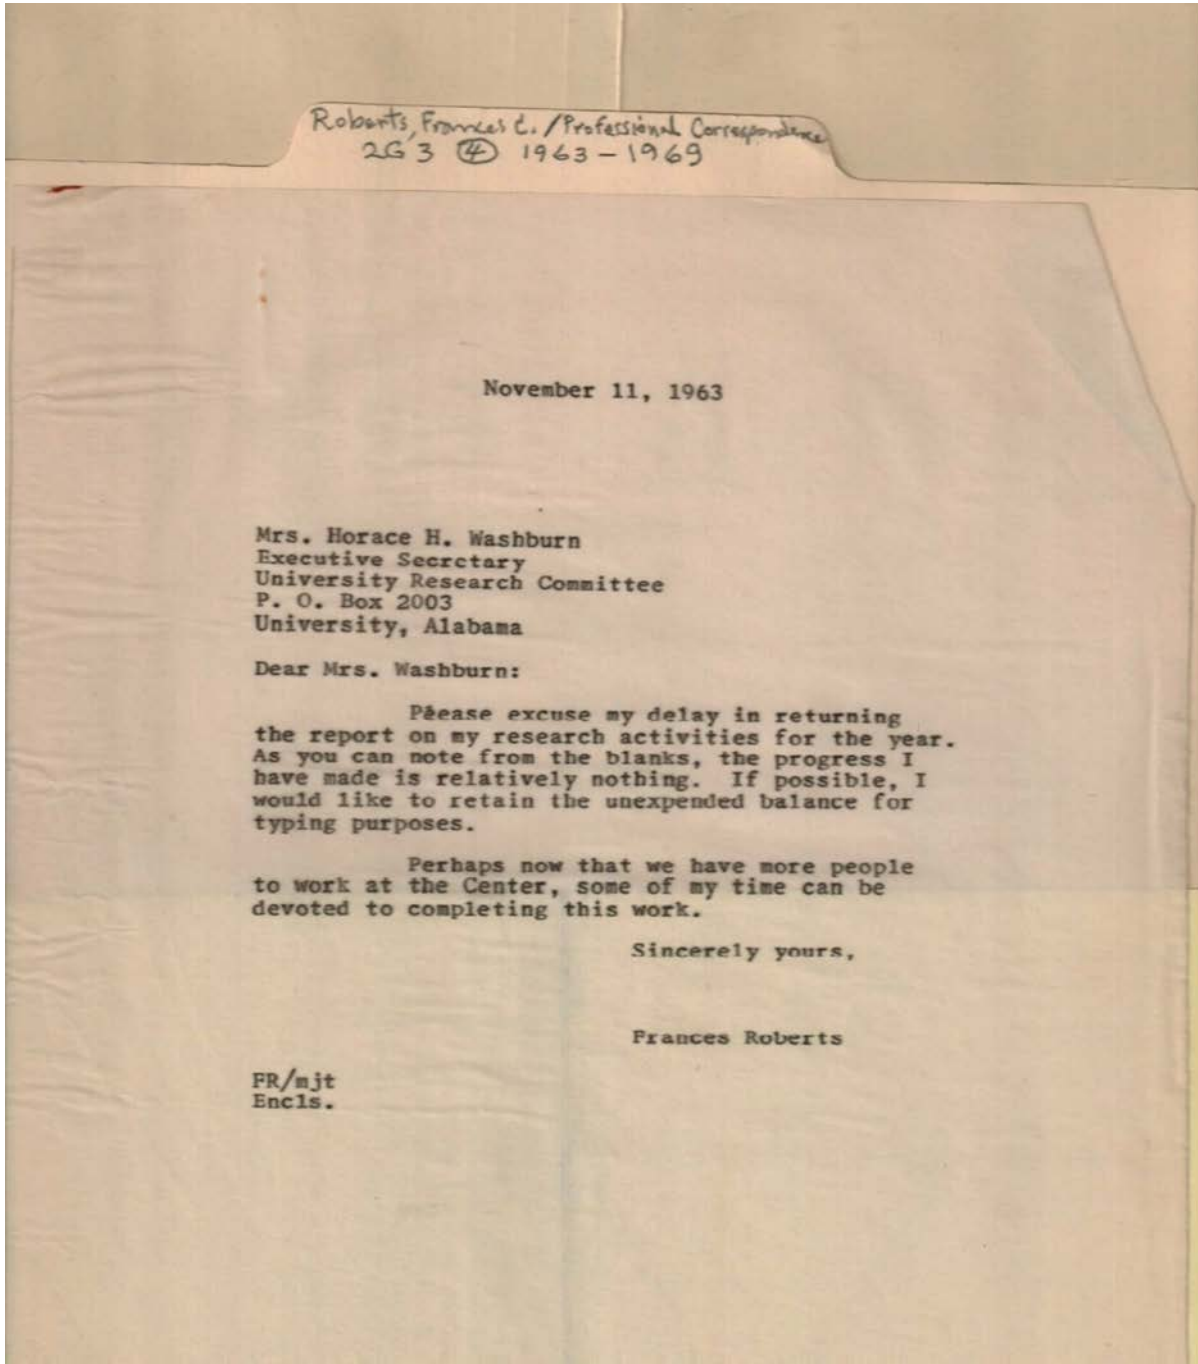 Roberts, Frances C. / Professional Correspondence
2G 3 ④ 1963-1969
November 11, 1963
Mrs. Horace H. Washburn
Executive Secretary
University Research Committee
P. O. Box 2003
University, Alabama
Dear Mrs. Washburn:
Please excuse my delay in returning
the report on my research activities for the year.
As you can note from the blanks, the progress I
have made is relatively nothing. If possible, I
would like to retain the unexpended balance for
typing purposes.
Perhaps now that we have more people
to work at the Center, some of my time can be
devoted to completing this work.
Sincerely yours,
Frances Roberts
FR/mjt
Encls.